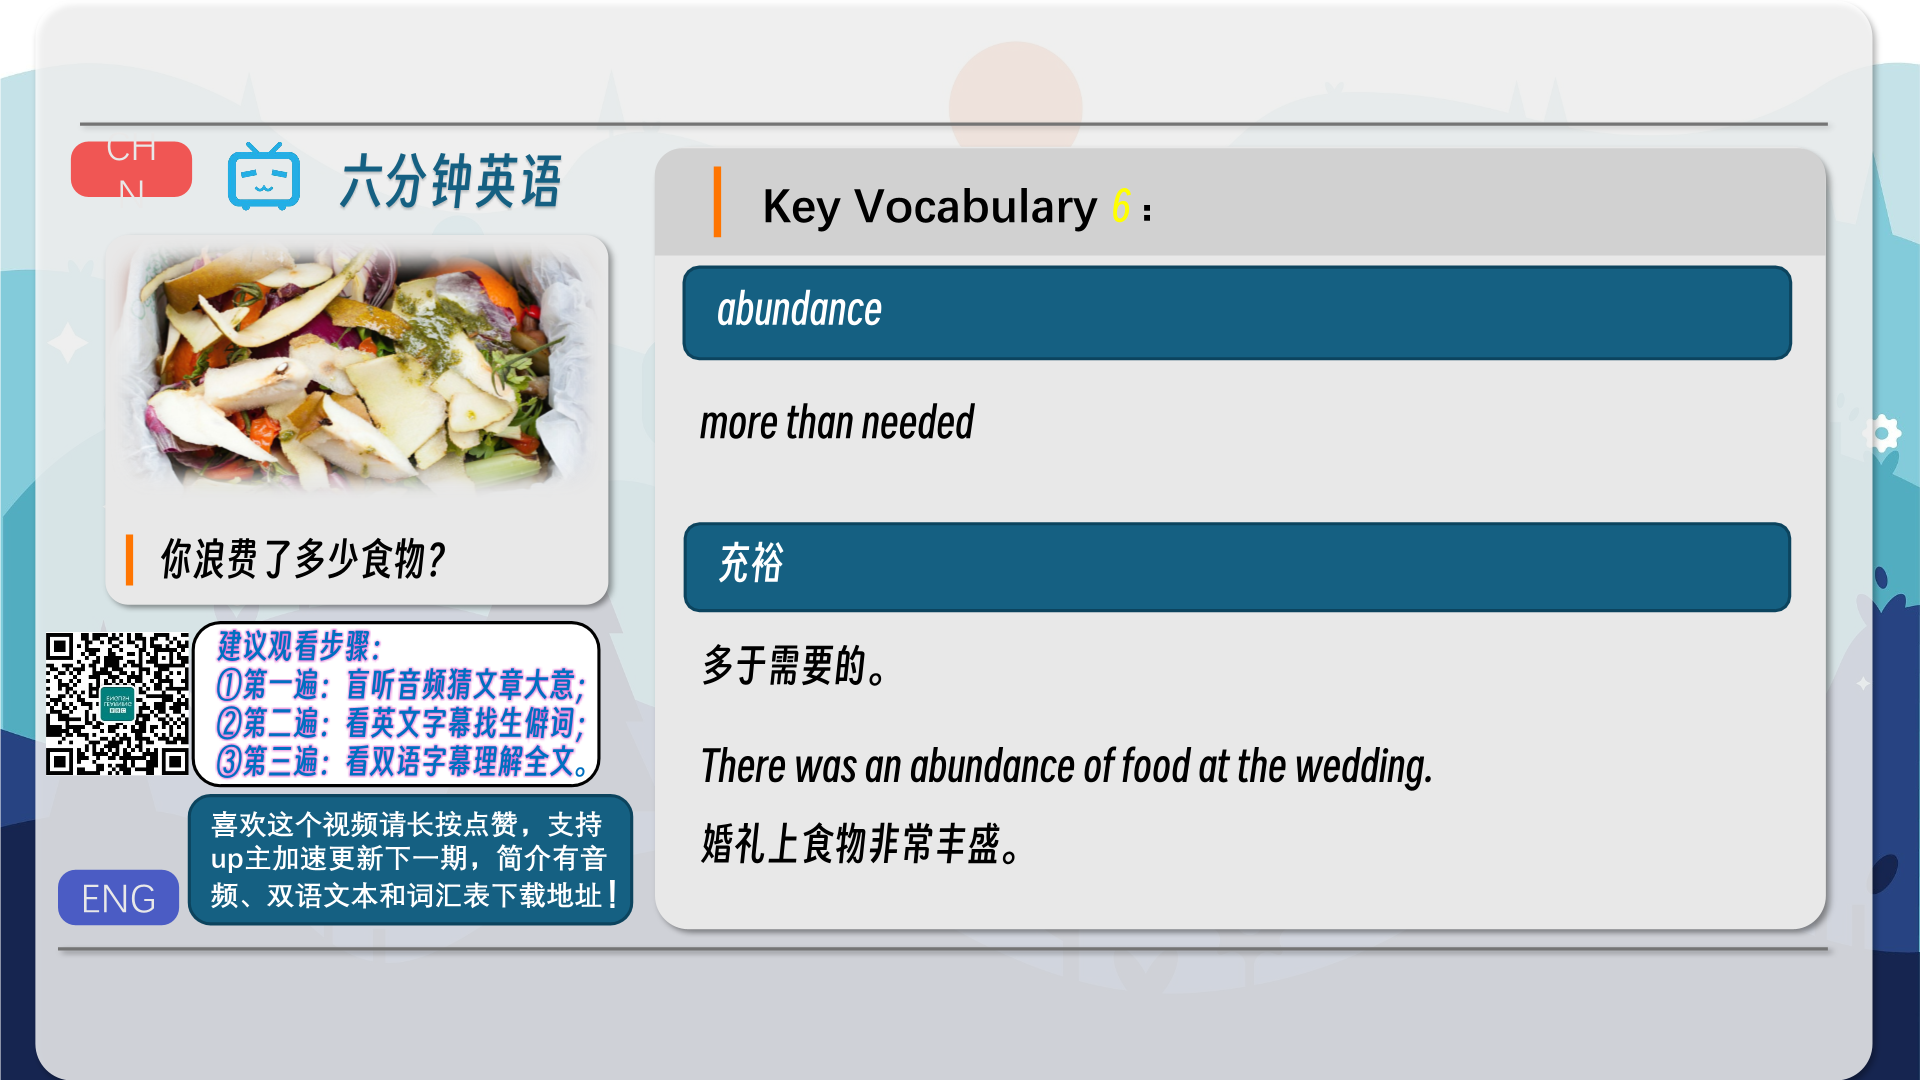 CH
N
六分钟英语
你浪费了多少食物?
建议观看步骤:
①第一遍: 盲听音频猜文章大意;
②第二遍: 看英文字幕找生僻词;
③第三遍: 看双语字幕理解全文。
喜欢这个视频请长按点赞, 支持
up主加速更新下一期, 简介有音
频、双语文本和词汇表下载地址!
ENG
Key Vocabulary 6 :
abundance
more than needed
充裕
多于需要的。
There was an abundance of food at the wedding.
婚礼上食物非常丰盛。